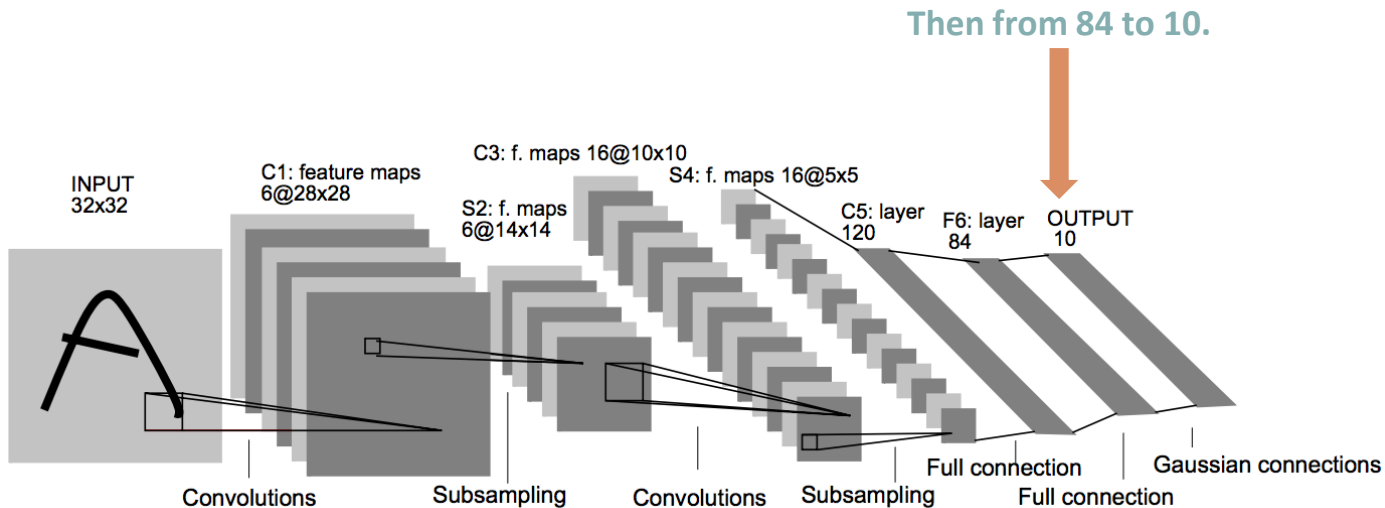 Then from 84 to 10.
INPUT
32x32
C1: feature maps
6@28x28
S2: f. maps
6@14x14
C3: f. maps 16@10x10
S4: f. maps 16@5x5
C5: layer
120
F6: layer
84
OUTPUT
10
A
Convolutions
Subsampling
Convolutions
Subsampling
Full connection
Full connection
Gaussian connections